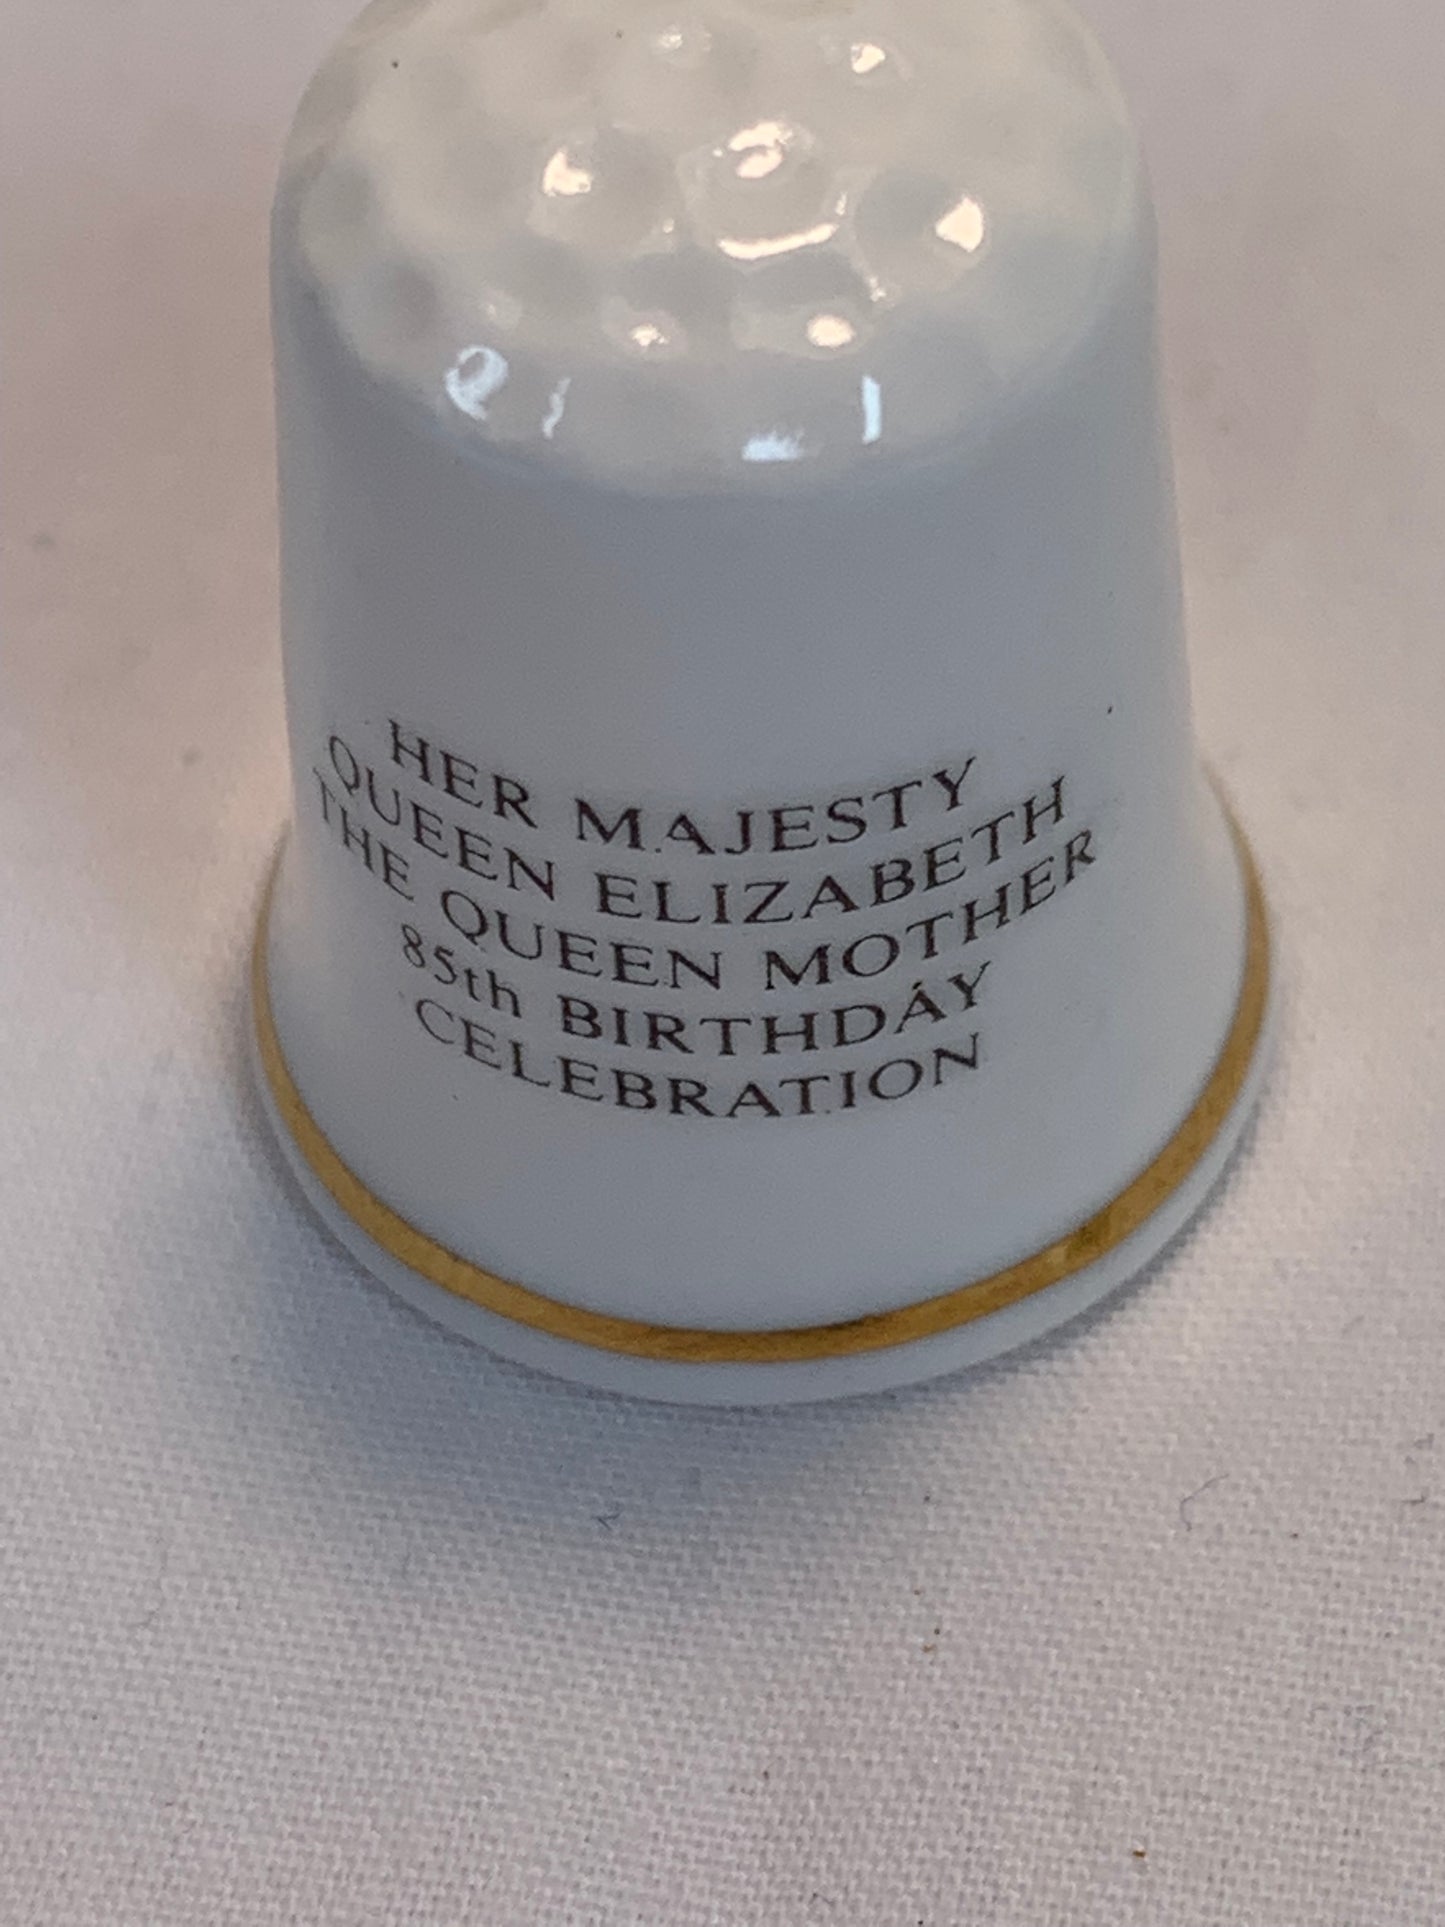 HER MAJESTY
QUEEN ELIZABETH
THE QUEEN MOTHER
85th BIRTHDAY
CELEBRATION